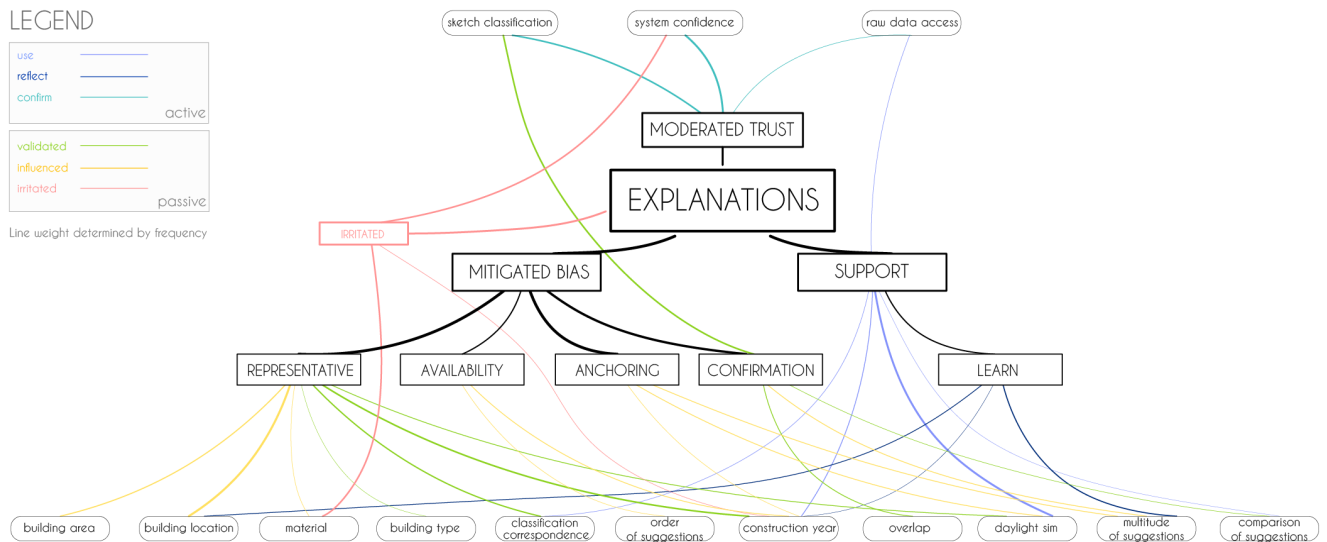 LEGEND
use
reflect
confirm
active
validated
influenced
irritated
passive
Line weight determined by frequency
sketch classification
system confidence
raw data access
MODERATED TRUST
EXPLANATIONS
IRRITATED
MITIGATED BIAS
SUPPORT
REPRESENTATIVE
AVAILABILITY
ANCHORING
CONFIRMATION
LEARN
building area
building location
material
building type
classification
correspondence
order
of suggestions
construction year
overlap
daylight sim
multitude
of suggestions
comparison
of suggestions